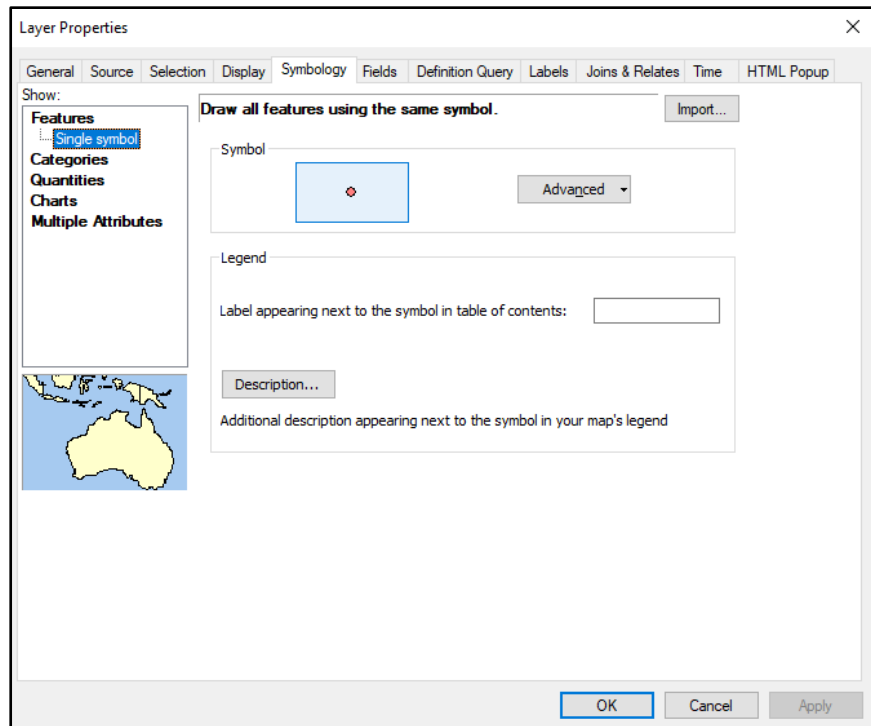 Layer Properties
General Source Selection Display Symbology Fields Definition Query Labels Joins & Relates Time HTML Popup
Show:
Features
Single symbol
Categories
Quantities
Charts
Multiple Attributes
Draw all features using the same symbol.
Import...
Symbol
Advanced
Legend
Label appearing next to the symbol in table of contents:
Description...
Additional description appearing next to the symbol in your map's legend
OK Cancel Apply